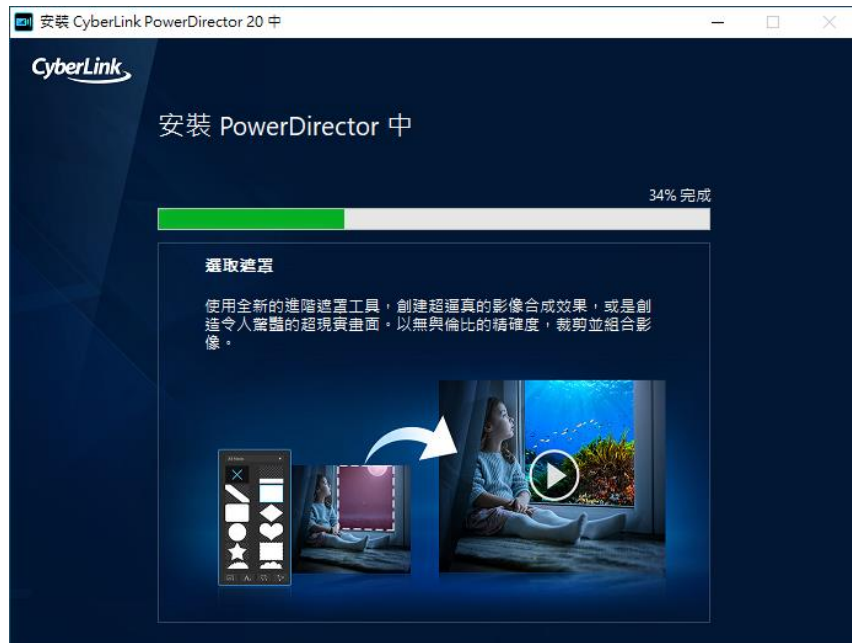 安裝 CyberLink PowerDirector 20 中
CyberLink
安裝 PowerDirector 中
34% 完成
選取遮罩
使用全新的進階遮罩工具，創建超逼真的影像合成效果，或是創
造令人驚豔的超現實畫面。以無與倫比的精確度，裁剪並組合影
像。